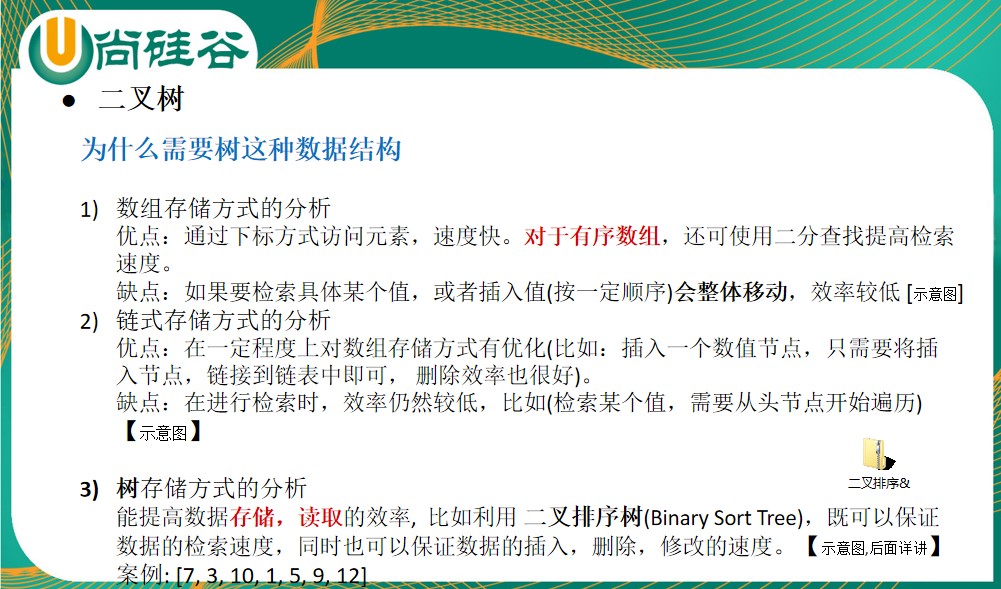 尚硅谷
● 二叉树
为什么需要树这种数据结构
1) 数组存储方式的分析
优点：通过下标方式访问元素，速度快。对于有序数组，还可使用二分查找提高检索
速度。
缺点：如果要检索具体某个值，或者插入值(按一定顺序)会整体移动，效率较低 [示意图]
2) 链式存储方式的分析
优点：在一定程度上对数组存储方式有优化(比如：插入一个数值节点，只需要将插
入节点，链接到链表中即可， 删除效率也很好)。
缺点：在进行检索时，效率仍然较低，比如(检索某个值，需要从头节点开始遍历)
【示意图】
二叉排序&
3) 树存储方式的分析
能提高数据存储，读取的效率, 比如利用 二叉排序树(Binary Sort Tree)，既可以保证
数据的检索速度，同时也可以保证数据的插入，删除，修改的速度。【示意图,后面详讲】
案例: [7, 3, 10, 1, 5, 9, 12]